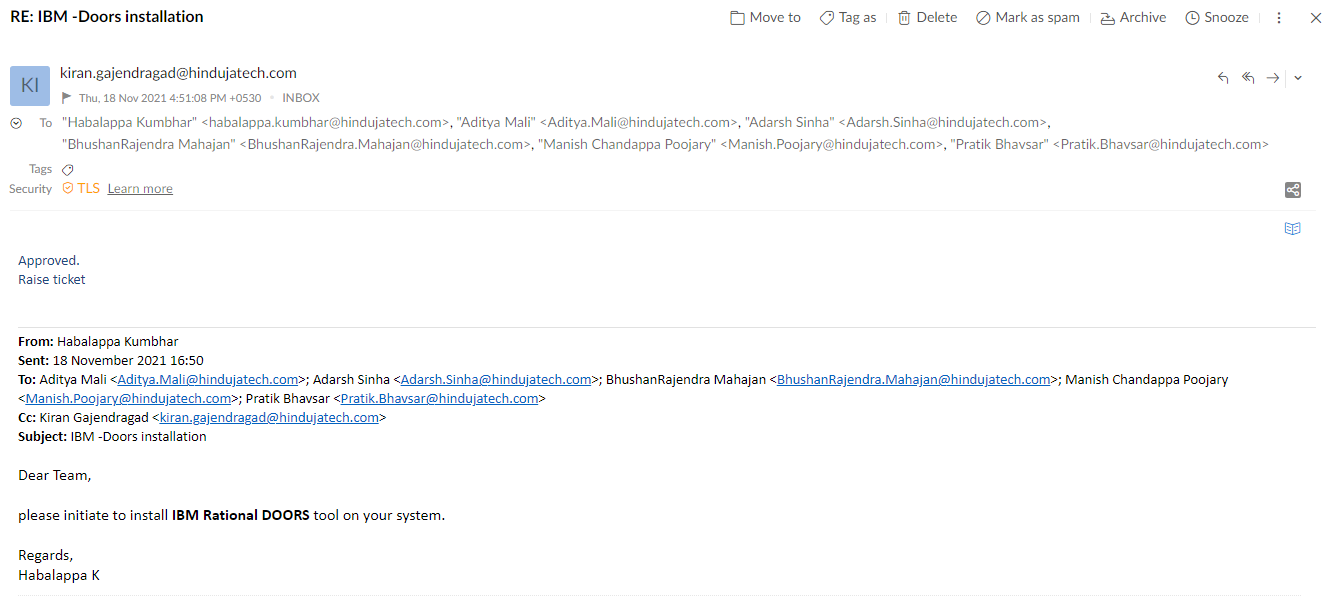 RE: IBM -Doors installation
Move to Tag as Delete Mark as spam Archive Snooze
KI
kiran.gajendragad@hindujatech.com
Thu, 18 Nov 2021 4:51:08 PM +0530 INBOX
To "Habalappa Kumbhar" <habalappa.kumbhar@hindujatech.com>, "Aditya Mali" <Aditya.Mali@hindujatech.com>, "Adarsh Sinha" <Adarsh.Sinha@hindujatech.com>,
"BhushanRajendra Mahajan" <BhushanRajendra.Mahajan@hindujatech.com>, "Manish Chandappa Poojary" <Manish.Poojary@hindujatech.com>, "Pratik Bhavsar" <Pratik.Bhavsar@hindujatech.com>
Tags
Security TLS Learn more
Approved.
Raise ticket
From: Habalappa Kumbhar
Sent: 18 November 2021 16:50
To: Aditya Mali <Aditya.Mali@hindujatech.com>; Adarsh Sinha <Adarsh.Sinha@hindujatech.com>; BhushanRajendra Mahajan <BhushanRajendra.Mahajan@hindujatech.com>; Manish Chandappa Poojary
<Manish.Poojary@hindujatech.com>; Pratik Bhavsar <Pratik.Bhavsar@hindujatech.com>
Cc: Kiran Gajendragad <kiran.gajendragad@hindujatech.com>
Subject: IBM -Doors installation
Dear Team,
please initiate to install IBM Rational DOORS tool on your system.
Regards,
Habalappa K